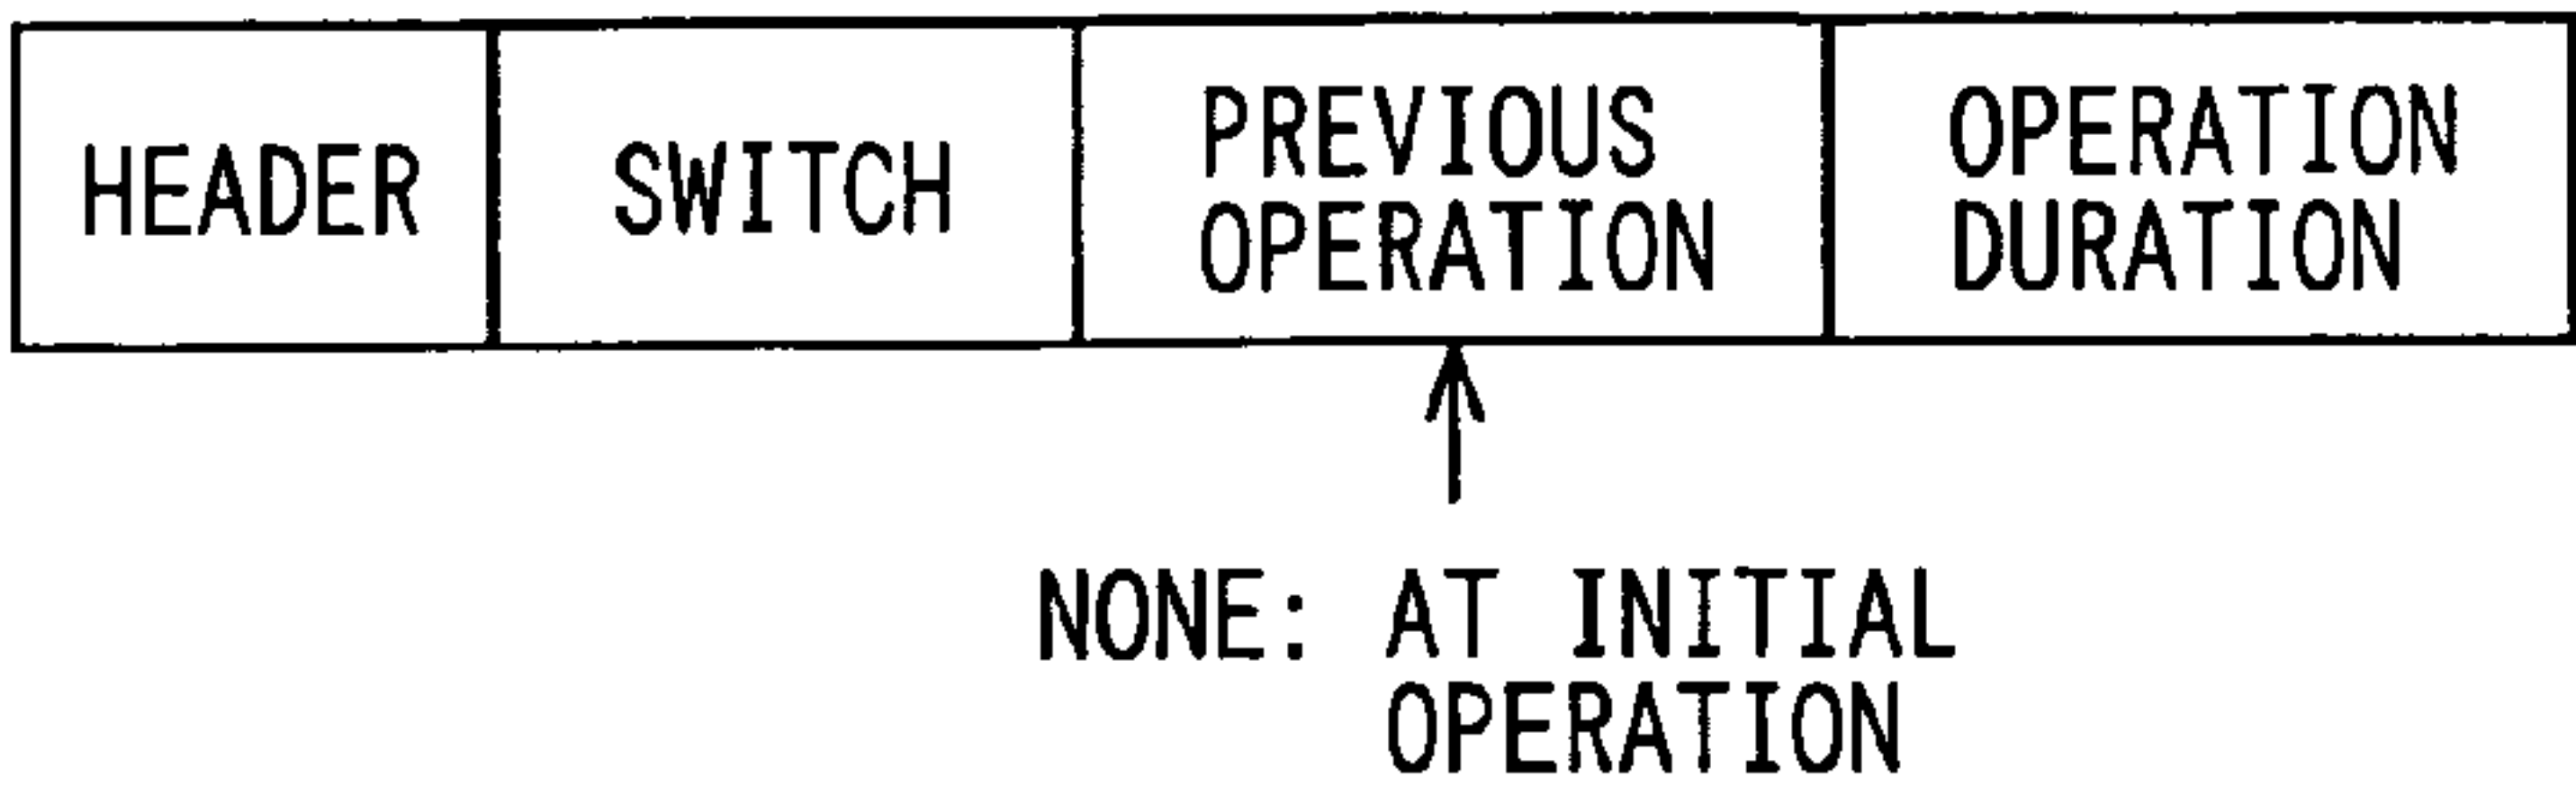 HEADER
SWITCH
PREVIOUS
OPERATION
OPERATION
DURATION
NONE: AT INITIAL
OPERATION